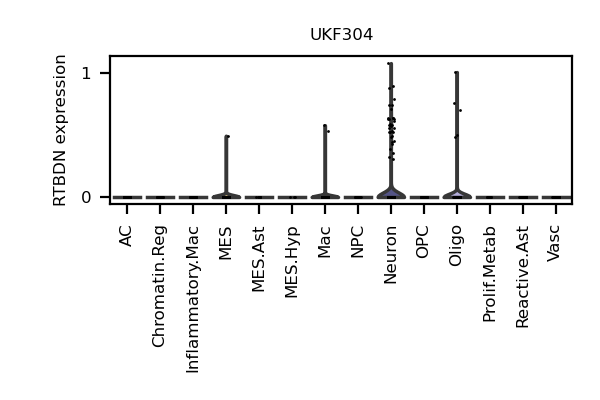 UKF304
RTBDN expression
1
0
AC
Chromatin.Reg
Inflammatory.Mac
MES
MES.Ast
MES.Hyp
Mac
NPC
Neuron
OPC
Oligo
Prolif.Metab
Reactive.Ast
Vasc